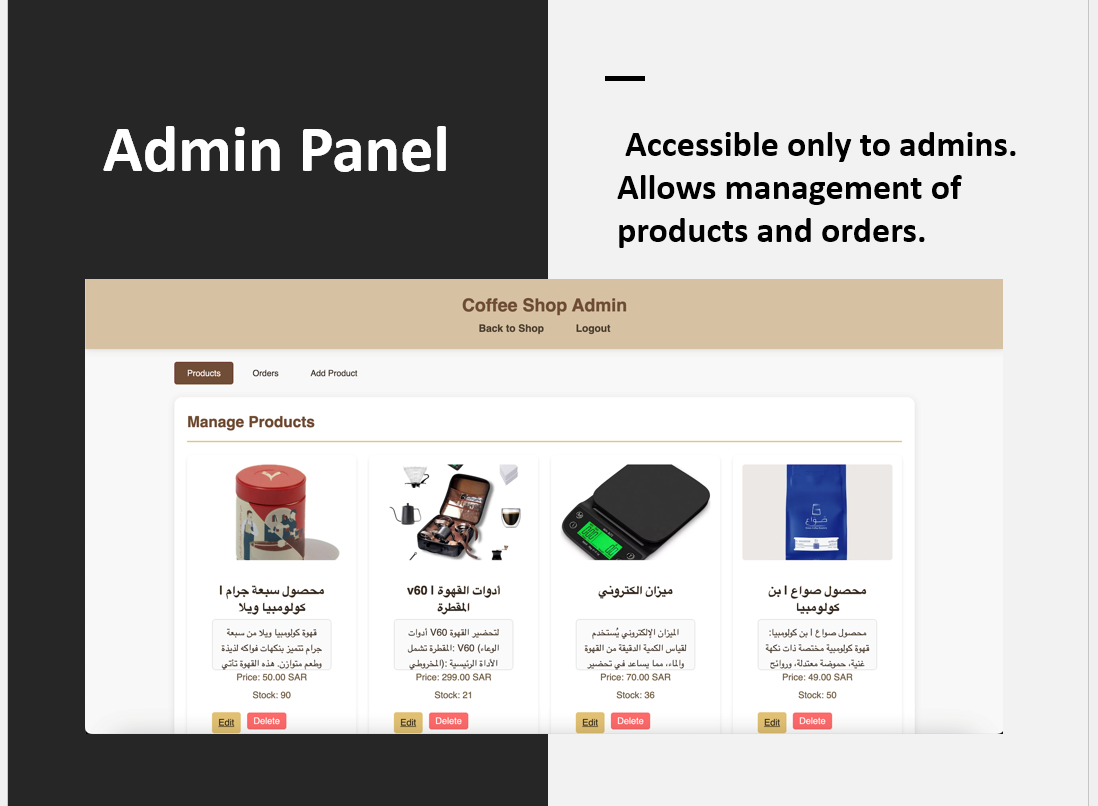 Admin Panel
Accessible only to admins.
Allows management of
products and orders.
Coffee Shop Admin
Back to Shop Logout
Products Orders Add Product
Manage Products
محصول سبعة جرام |
كولومبيا ويلا
قهوة كولومبيا ويلا من سبعة
جرام تتميز بنكهات فواكه لذيذة
وطعم متوازن. هذه القهوة تأتي
Price: 50.00 SAR
Stock: 90
Edit Delete
أدوات القهوة | v60
المقطرة
لتحضير القهوة V60 أدوات
الوعاء) V60 المقطرة تشمل:
الأداة الرئيسية :(المخروطي
Price: 299.00 SAR
Stock: 21
Edit Delete
ميزان الكتروني
الميزان الإلكتروني يُستخدم
لقياس الكمية الدقيقة من القهوة
والماء، مما يساعد في تحضير
Price: 70.00 SAR
Stock: 36
Edit Delete
صُواع
محصول صواع | بن
كولومبيا
محصول صواع | بن كولومبيا:
قهوة كولومبية مختصة ذات نكهة
غنية، حموضة معتدلة، وروائح
Price: 49.00 SAR
Stock: 50
Edit Delete